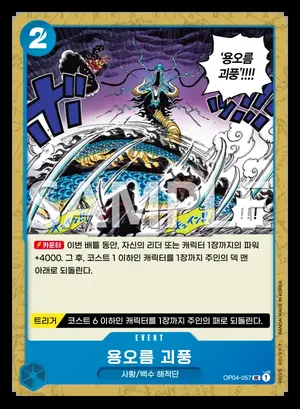 2
‘용오름
괴풍’!!!!
SAMPLE
카운터 이번 배틀 동안, 자신의 리더 또는 캐릭터 1장까지의 파워
+4000. 그 후, 코스트 1 이하인 캐릭터를 1장까지 주인의 덱 맨
아래로 되돌린다.
트리거 코스트 6 이하인 캐릭터를 1장까지 주인의 패로 되돌린다.
EVENT
용오름 괴풍
사황/백수 해적단
OP04-057 UC 1